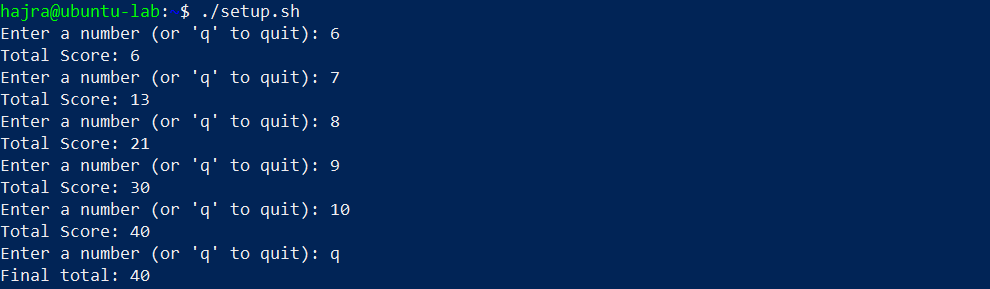 hajra@ubuntu-lab: $ ./setup.sh
Enter a number (or 'q' to quit): 6
Total Score: 6
Enter a number (or 'q' to quit): 7
Total Score: 13
Enter a number (or 'q' to quit): 8
Total Score: 21
Enter a number (or 'q' to quit): 9
Total Score: 30
Enter a number (or 'q' to quit): 10
Total Score: 40
Enter a number (or 'q' to quit): q
Final total: 40